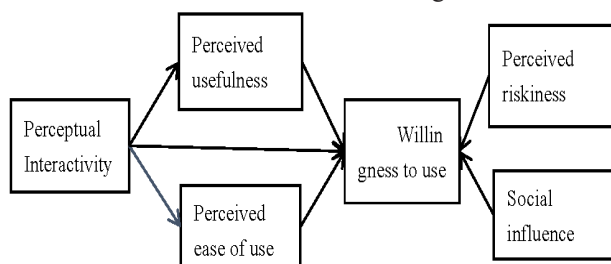 Perceived
usefulness
Perceptual
Interactivity
Perceived
ease of use
Willin
gness to use
Perceived
riskiness
Social
influence